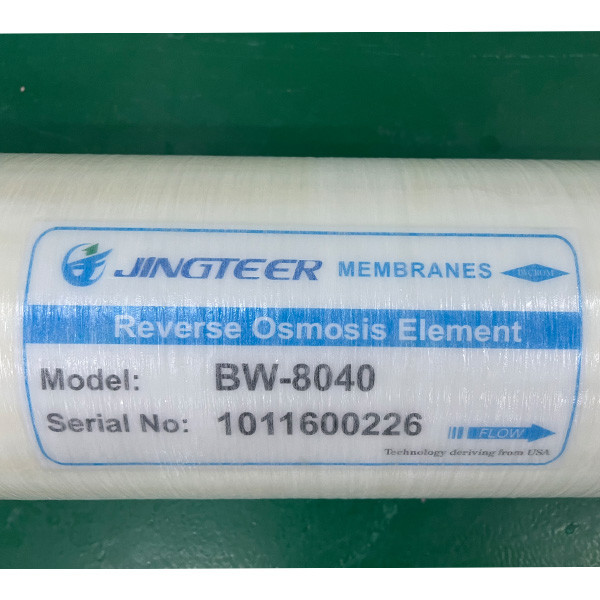 JINGTEER MEMBRANES
Reverse Osmosis Element
Model: BW-8040
Serial No: 1011600226
FLOW
Technology deriving from USA